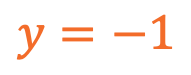 y = −1